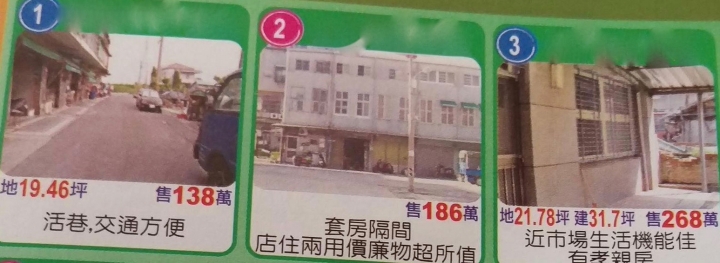 1
地19.46坪 售138萬
活巷,交通方便
2
售186萬
套房隔間
店住兩用價廉物超所值
3
地21.78坪 建31.7坪 售268萬
近市場生活機能佳
有孝親房